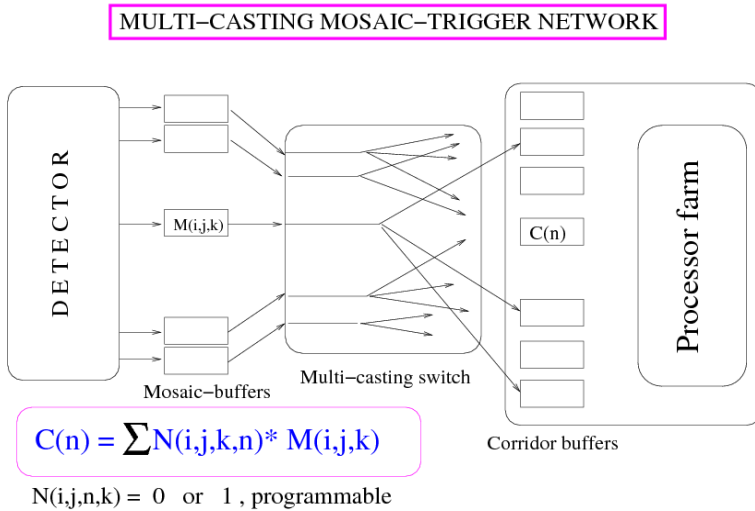 MULTI-CASTING MOSAIC-TRIGGER NETWORK
DETECTOR
M(i,j,k)
C(n)
Processor farm
Mosaic-buffers
Multi-casting switch
Corridor buffers
C(n) = ∑N(i,j,k,n)* M(i,j,k)
N(i,j,n,k) = 0 or 1 , programmable